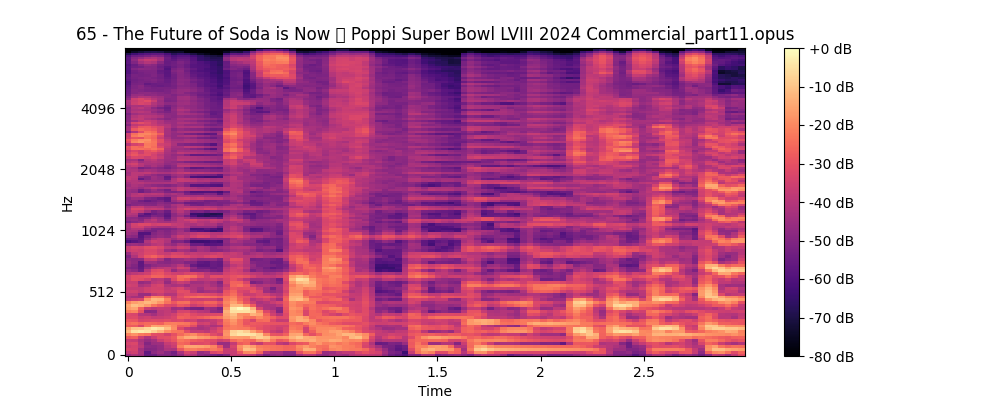 65 - The Future of Soda is Now ▯ Poppi Super Bowl LVIII 2024 Commercial_part11.opus
+0 dB
-10 dB
-20 dB
-30 dB
-40 dB
-50 dB
-60 dB
-70 dB
-80 dB
4096
2048
1024
512
0
Hz
0
0.5
1
1.5
2
2.5
Time